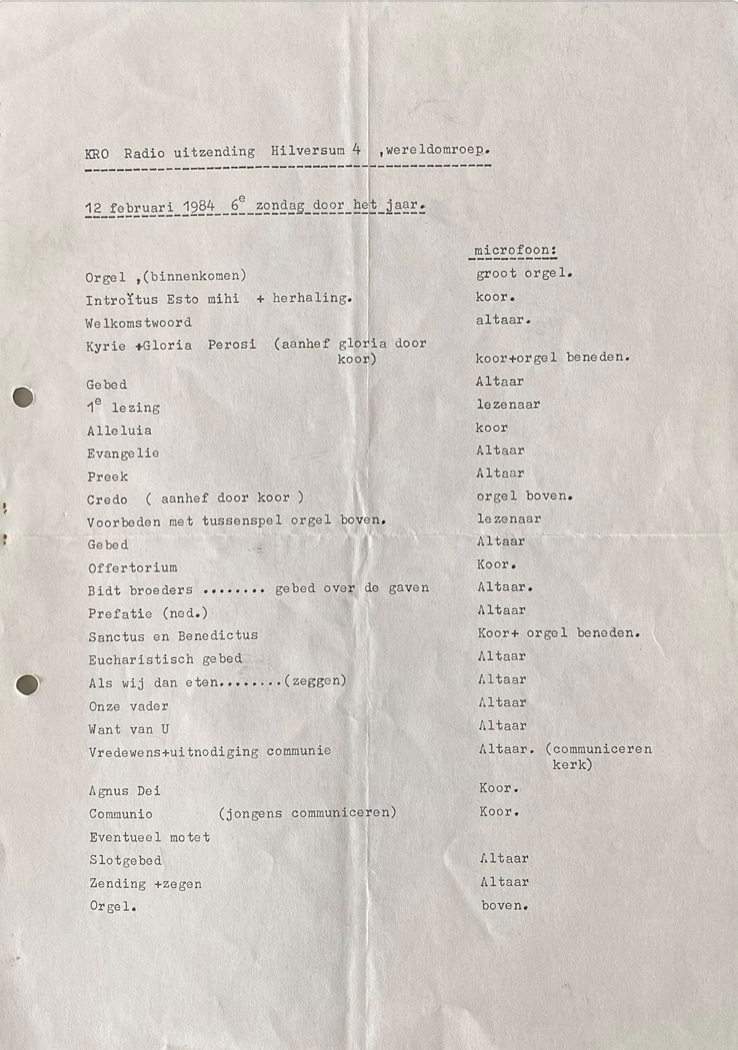 KRO Radio uitzending Hilversum 4 ,wereldomroep.
12 februari 1984 6e zondag door het jaar.
microfoon:
Orgel ,(binnenkomen) groot orgel.
Introïtus Esto mihi + herhaling. koor.
Welkomstwoord altaar.
Kyrie +Gloria Perosi (aanhef gloria door
koor) koor+orgel beneden.
Gebed Altaar
1e lezing lezenaar
Alleluia koor
Evangelie Altaar
Preek Altaar
Credo ( aanhef door koor ) orgel boven.
Voorbeden met tussenspel orgel boven. lezenaar
Gebed Altaar
Offertorium Koor.
Bidt broeders ........ gebed over de gaven Altaar.
Prefatie (ned.) Altaar
Sanctus en Benedictus Koor+ orgel beneden.
Eucharistisch gebed Altaar
Als wij dan eten........(zeggen) Altaar
Onze vader Altaar
Want van U Altaar
Vredewens+uitnodiging communie Altaar. (communiceren
kerk)
Agnus Dei Koor.
Communio (jongens communiceren) Koor.
Eventueel motet
Slotgebed Altaar
Zending +zegen Altaar
Orgel. boven.